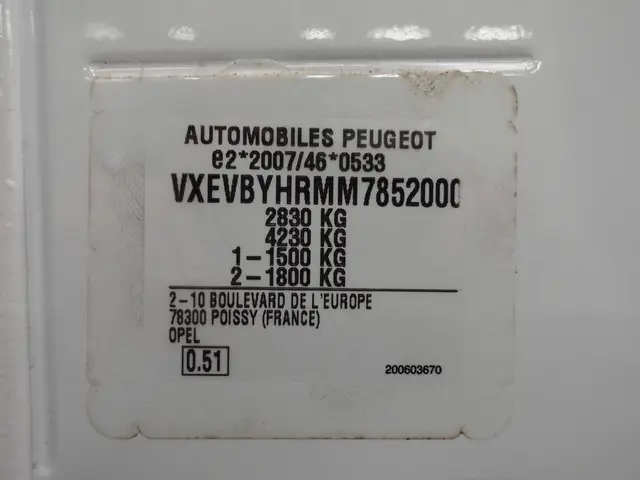 AUTOMOBILES PEUGEOT
e2*2007/46*0533
VXEVBYHRMM7852000
2830 KG
4230 KG
1-1500 KG
2-1800 KG
2-10 BOULEVARD DE L'EUROPE
78300 POISSY (FRANCE)
OPEL
0.51
200603670